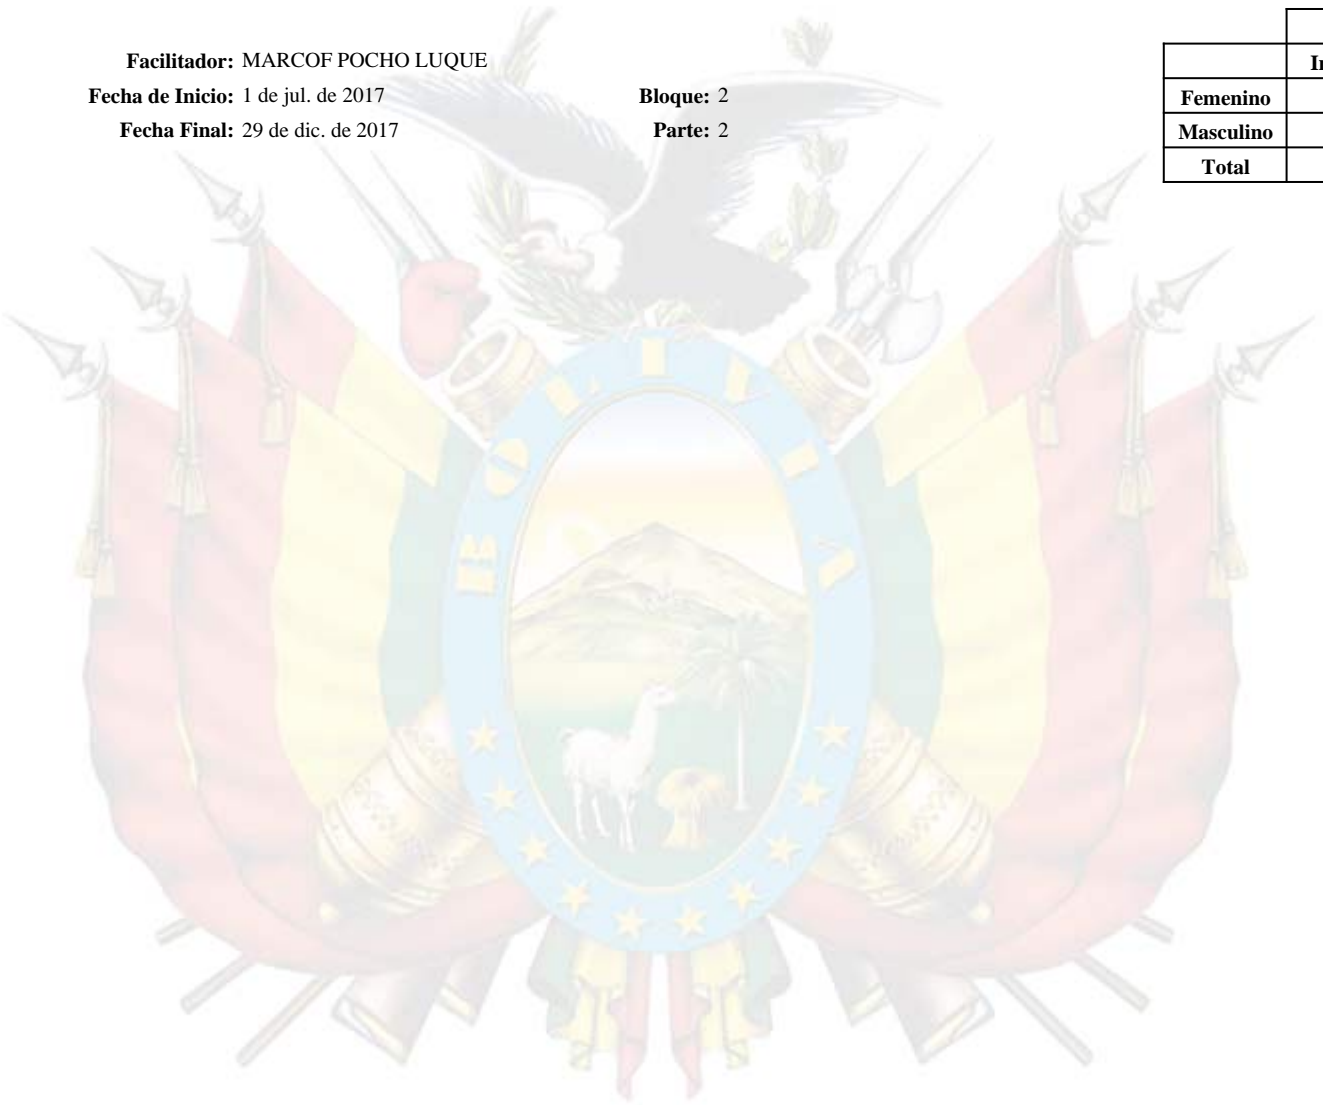 Facilitador: MARCOF POCHO LUQUE
Fecha de Inicio: 1 de jul. de 2017 Bloque: 2
Fecha Final: 29 de dic. de 2017 Parte: 2
Femenino
Masculino
Total
BOLIVIA